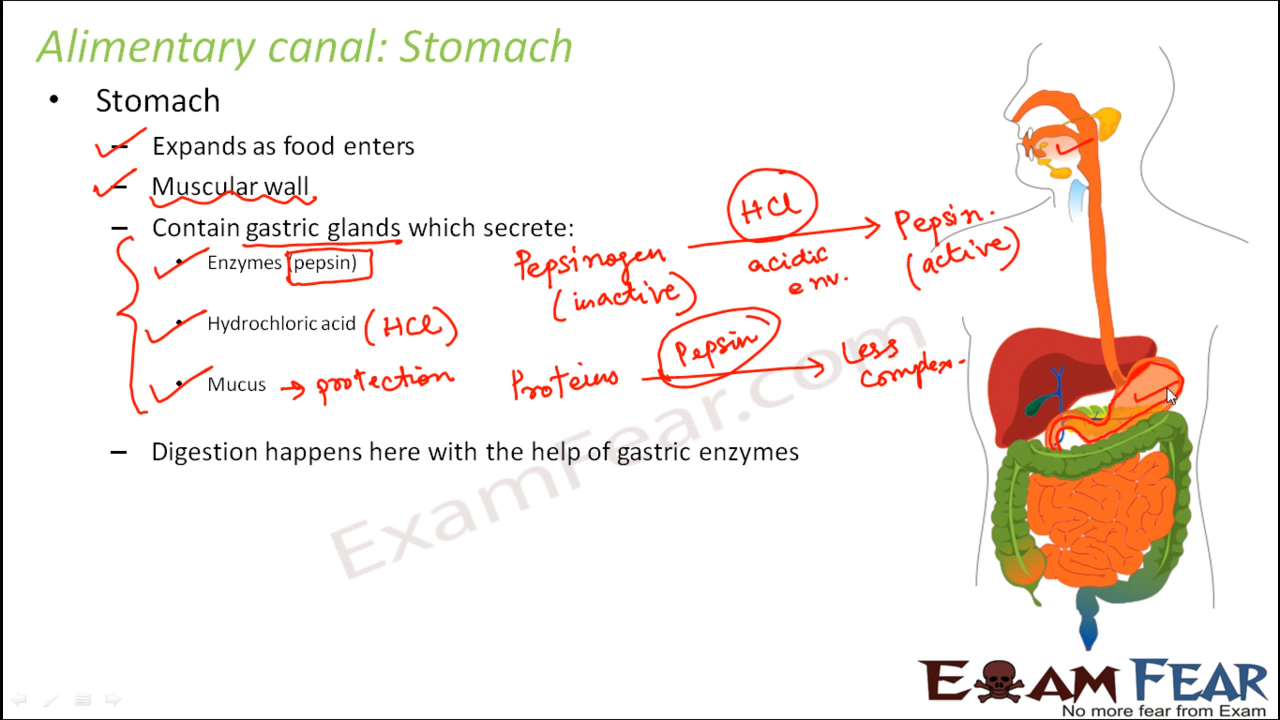 Alimentary canal: Stomach
• Stomach
– Expands as food enters
– Muscular wall
– Contain gastric glands which secrete:
• Enzymes (pepsin)
• Hydrochloric acid (HCl)
• Mucus → protection
Pepsinogen (inactive) HCl acidic env. → Pepsin. (active)
Proteins Pepsin → Less complex.
– Digestion happens here with the help of gastric enzymes
ExamFear.com
EXAM FEAR
No more fear from Exam